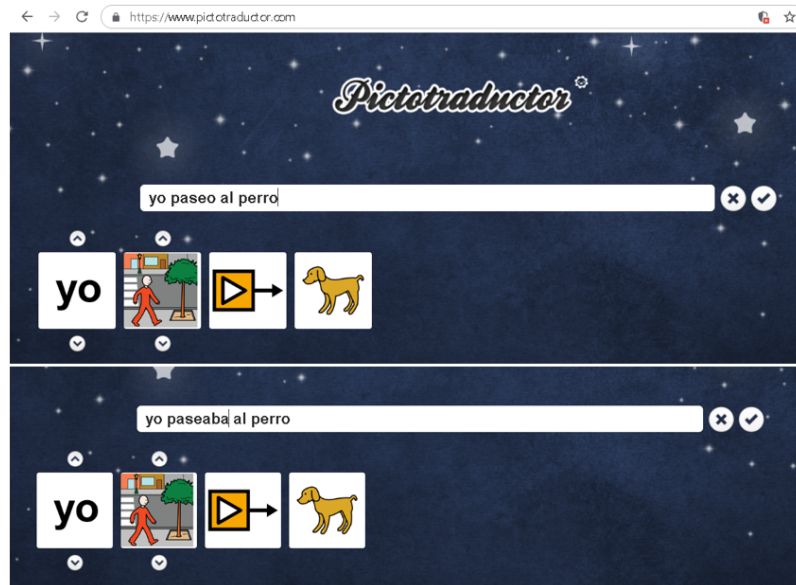 https://www.pictotraductor.com
Pictotraductor
yo paseo al perro
yo
yo paseaba al perro
yo